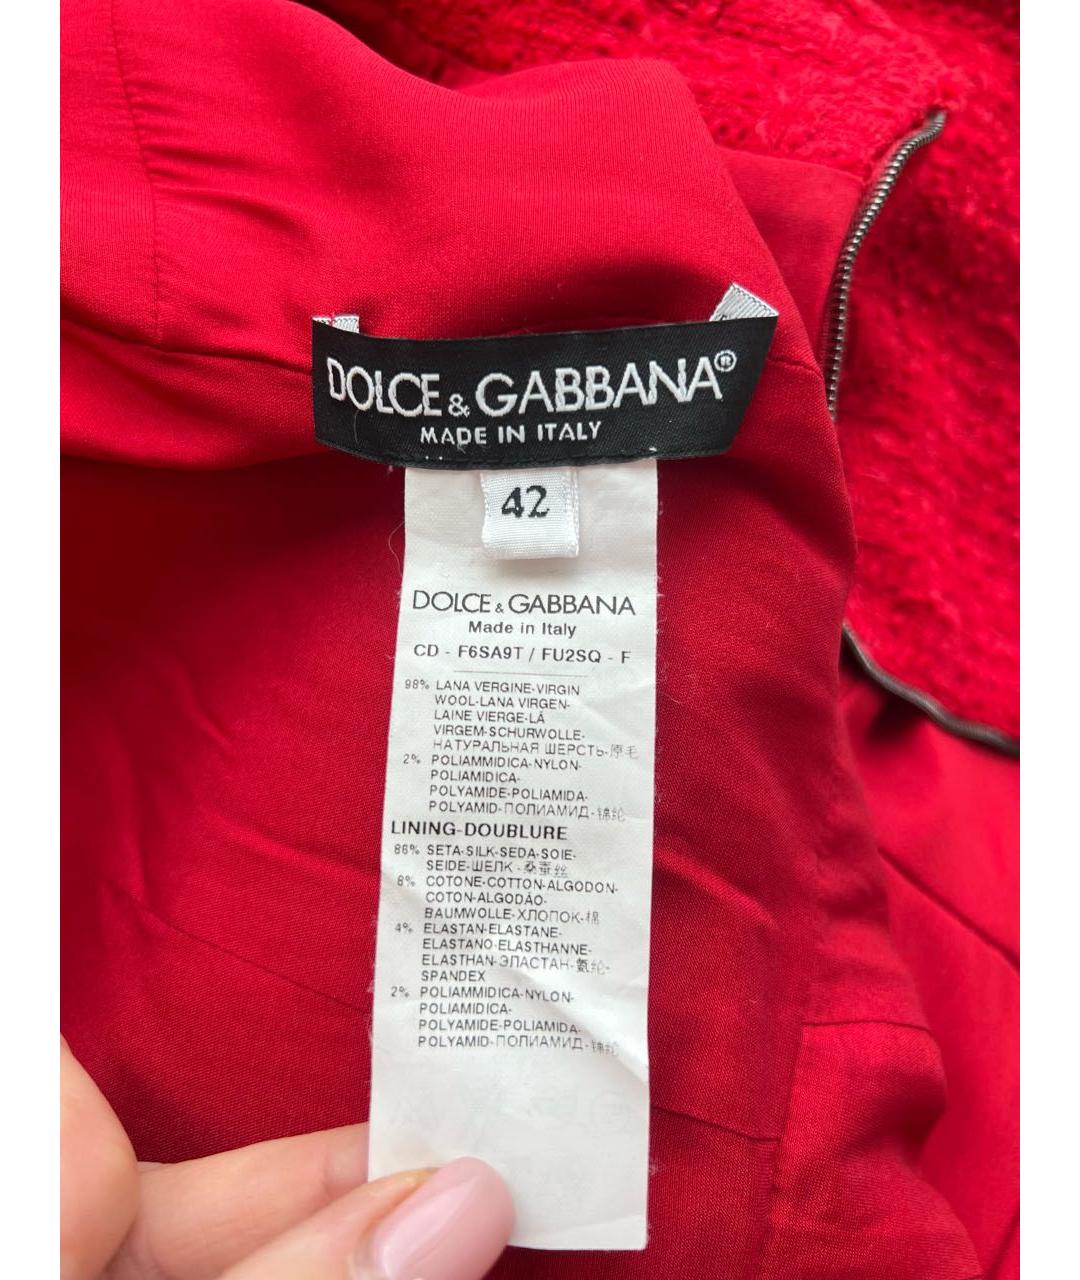 DOLCE & GABBANA®
MADE IN ITALY
42
DOLCE & GABBANA
Made in Italy
CD - F6SA9T / FU2SQ - F
98% LANA VERGINE-VIRGIN
WOOL-LANA VIRGEN-
LAINE VIERGE-LÃ
VIRGEM-SCHURWOLLE-
НАТУРАЛЬНАЯ ШЕРСТЬ-原毛
2% POLIAMMIDICA-NYLON-
POLIAMIDICA-
POLYAMIDE-POLIAMIDA-
POLYAMID-ПОЛИАМИД-锦纶
LINING-DOUBLURE
86% SETA-SILK-SEDA-SOIE-
SEIDE-ШЕЛК-桑蚕丝
8% COTONE-COTTON-ALGODON-
COTON-ALGODÃO-
BAUMWOLLE-ХЛОПОК-棉
4% ELASTAN-ELASTANE-
ELASTANO-ELASTHANNE-
ELASTHAN-ЭЛАСТАН-氨纶-
SPANDEX
2% POLIAMMIDICA-NYLON-
POLIAMIDICA-
POLYAMIDE-POLIAMIDA-
POLYAMID-ПОЛИАМИД-锦纶